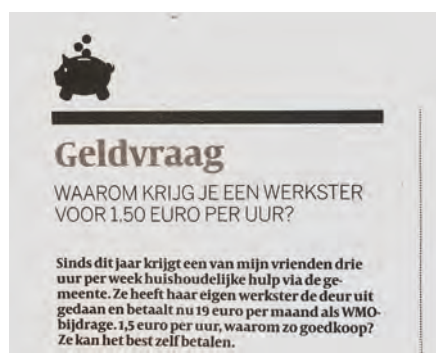 Geldvraag
WAAROM KRIJG JE EEN WERKSTER
VOOR 1.50 EURO PER UUR?
Sinds dit jaar krijgt een van mijn vrienden drie
uur per week huishoudelijke hulp via de ge-
meente. Ze heeft haar eigen werkster de deur uit
gedaan en betaalt nu 19 euro per maand als WMO-
bijdrage. 1,5 euro per uur, waarom zo goedkoop?
Ze kan het best zelf betalen.